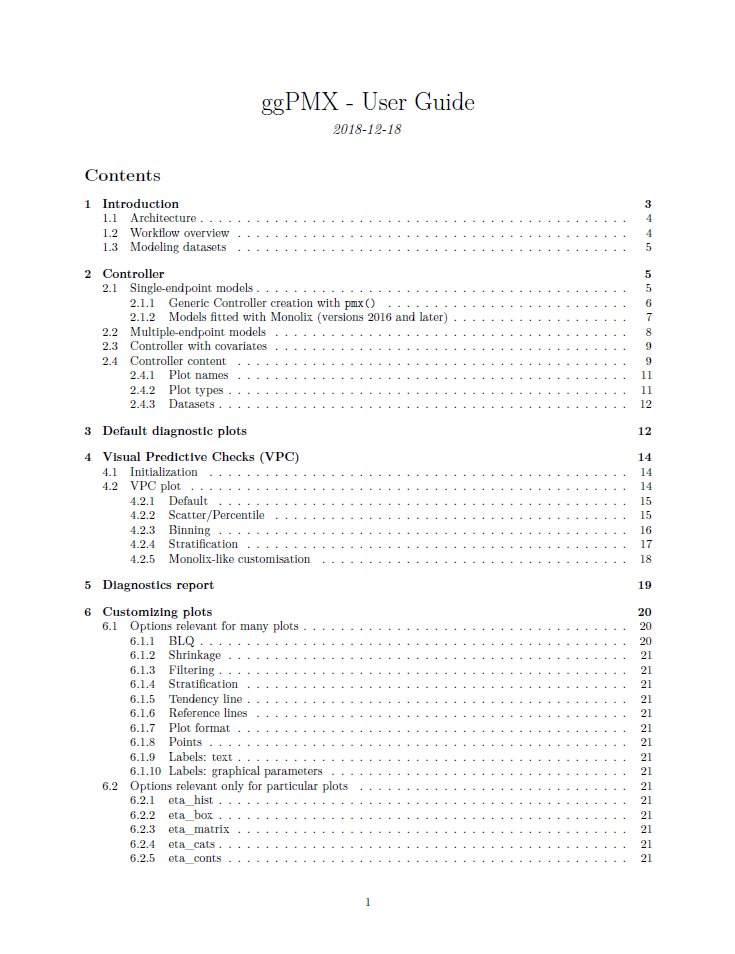 ggPMX - User Guide
2018-12-18
Contents
1 Introduction 3
1.1 Architecture . . . . . . . . . . . . . . . . . . . . . . . . . . . . . . . . . . . . . . . . . . . . . . 4
1.2 Workflow overview . . . . . . . . . . . . . . . . . . . . . . . . . . . . . . . . . . . . . . . . . . 4
1.3 Modeling datasets . . . . . . . . . . . . . . . . . . . . . . . . . . . . . . . . . . . . . . . . . . 5
2 Controller 5
2.1 Single-endpoint models . . . . . . . . . . . . . . . . . . . . . . . . . . . . . . . . . . . . . . . . 5
2.1.1 Generic Controller creation with pmx() . . . . . . . . . . . . . . . . . . . . . . . . . . 6
2.1.2 Models fitted with Monolix (versions 2016 and later) . . . . . . . . . . . . . . . . . . . 7
2.2 Multiple-endpoint models . . . . . . . . . . . . . . . . . . . . . . . . . . . . . . . . . . . . . . 8
2.3 Controller with covariates . . . . . . . . . . . . . . . . . . . . . . . . . . . . . . . . . . . . . . 9
2.4 Controller content . . . . . . . . . . . . . . . . . . . . . . . . . . . . . . . . . . . . . . . . . . 9
2.4.1 Plot names . . . . . . . . . . . . . . . . . . . . . . . . . . . . . . . . . . . . . . . . . . . 11
2.4.2 Plot types . . . . . . . . . . . . . . . . . . . . . . . . . . . . . . . . . . . . . . . . . . . 11
2.4.3 Datasets . . . . . . . . . . . . . . . . . . . . . . . . . . . . . . . . . . . . . . . . . . . . 12
3 Default diagnostic plots 12
4 Visual Predictive Checks (VPC) 14
4.1 Initialization . . . . . . . . . . . . . . . . . . . . . . . . . . . . . . . . . . . . . . . . . . . . . 14
4.2 VPC plot . . . . . . . . . . . . . . . . . . . . . . . . . . . . . . . . . . . . . . . . . . . . . . . 14
4.2.1 Default . . . . . . . . . . . . . . . . . . . . . . . . . . . . . . . . . . . . . . . . . . . . 15
4.2.2 Scatter/Percentile . . . . . . . . . . . . . . . . . . . . . . . . . . . . . . . . . . . . . . 15
4.2.3 Binning . . . . . . . . . . . . . . . . . . . . . . . . . . . . . . . . . . . . . . . . . . . . 16
4.2.4 Stratification . . . . . . . . . . . . . . . . . . . . . . . . . . . . . . . . . . . . . . . . . 17
4.2.5 Monolix-like customisation . . . . . . . . . . . . . . . . . . . . . . . . . . . . . . . . . 18
5 Diagnostics report 19
6 Customizing plots 20
6.1 Options relevant for many plots . . . . . . . . . . . . . . . . . . . . . . . . . . . . . . . . . . . 20
6.1.1 BLQ . . . . . . . . . . . . . . . . . . . . . . . . . . . . . . . . . . . . . . . . . . . . . . 20
6.1.2 Shrinkage . . . . . . . . . . . . . . . . . . . . . . . . . . . . . . . . . . . . . . . . . . . 21
6.1.3 Filtering . . . . . . . . . . . . . . . . . . . . . . . . . . . . . . . . . . . . . . . . . . . . 21
6.1.4 Stratification . . . . . . . . . . . . . . . . . . . . . . . . . . . . . . . . . . . . . . . . . 21
6.1.5 Tendency line . . . . . . . . . . . . . . . . . . . . . . . . . . . . . . . . . . . . . . . . . 21
6.1.6 Reference lines . . . . . . . . . . . . . . . . . . . . . . . . . . . . . . . . . . . . . . . . 21
6.1.7 Plot format . . . . . . . . . . . . . . . . . . . . . . . . . . . . . . . . . . . . . . . . . . 21
6.1.8 Points . . . . . . . . . . . . . . . . . . . . . . . . . . . . . . . . . . . . . . . . . . . . . 21
6.1.9 Labels: text . . . . . . . . . . . . . . . . . . . . . . . . . . . . . . . . . . . . . . . . . . 21
6.1.10 Labels: graphical parameters . . . . . . . . . . . . . . . . . . . . . . . . . . . . . . . . 21
6.2 Options relevant only for particular plots . . . . . . . . . . . . . . . . . . . . . . . . . . . . . 21
6.2.1 eta_hist . . . . . . . . . . . . . . . . . . . . . . . . . . . . . . . . . . . . . . . . . . . . 21
6.2.2 eta_box . . . . . . . . . . . . . . . . . . . . . . . . . . . . . . . . . . . . . . . . . . . . 21
6.2.3 eta_matrix . . . . . . . . . . . . . . . . . . . . . . . . . . . . . . . . . . . . . . . . . . 21
6.2.4 eta_cats . . . . . . . . . . . . . . . . . . . . . . . . . . . . . . . . . . . . . . . . . . . . 21
6.2.5 eta_conts . . . . . . . . . . . . . . . . . . . . . . . . . . . . . . . . . . . . . . . . . . . 21
1